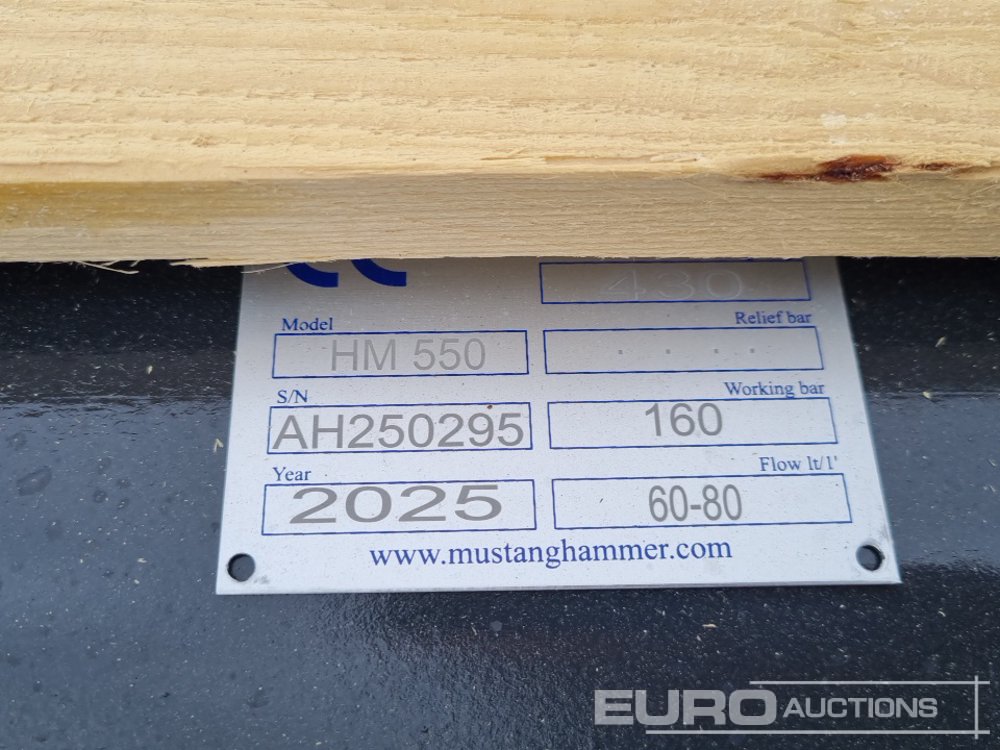 430
Model
Relief bar
HM 550
. . . .
S/N
Working bar
AH250295
160
Year
Flow lt/1'
2025
60-80
www.mustanghammer.com
EURO AUCTIONS